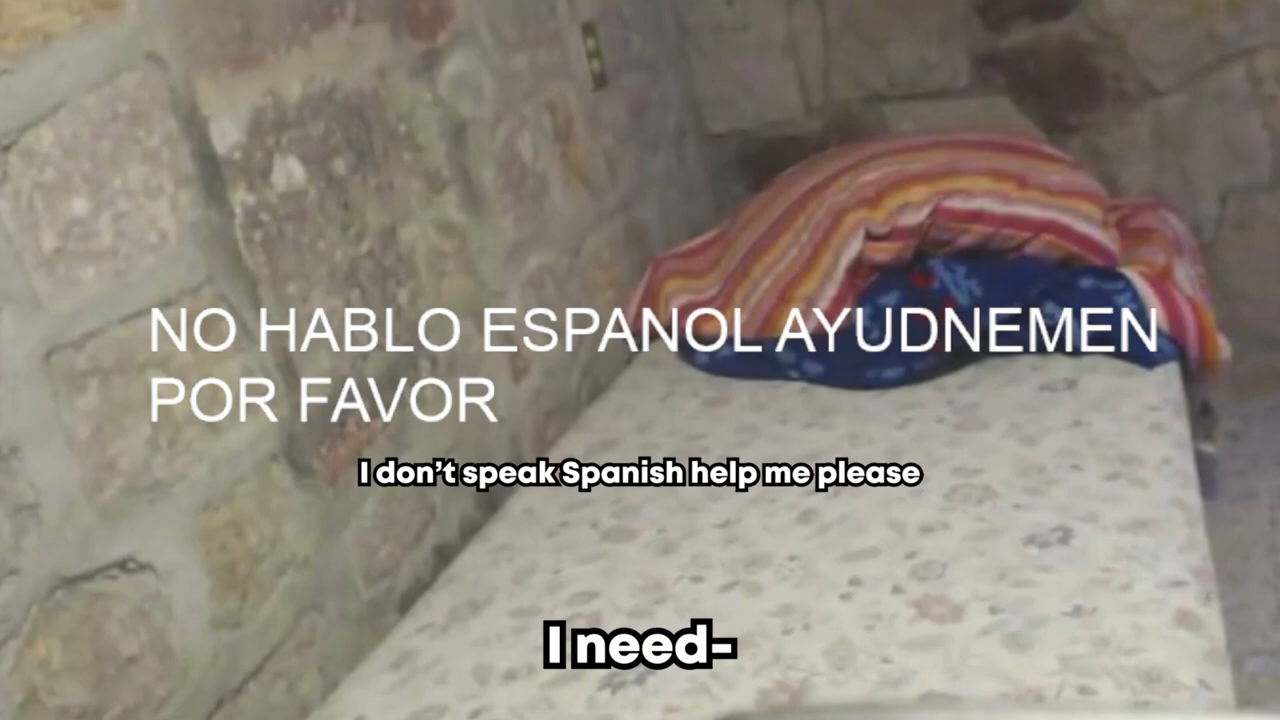 NO HABLO ESPANOL AYUDNEMEN
POR FAVOR
I don't speak Spanish help me please
I need-